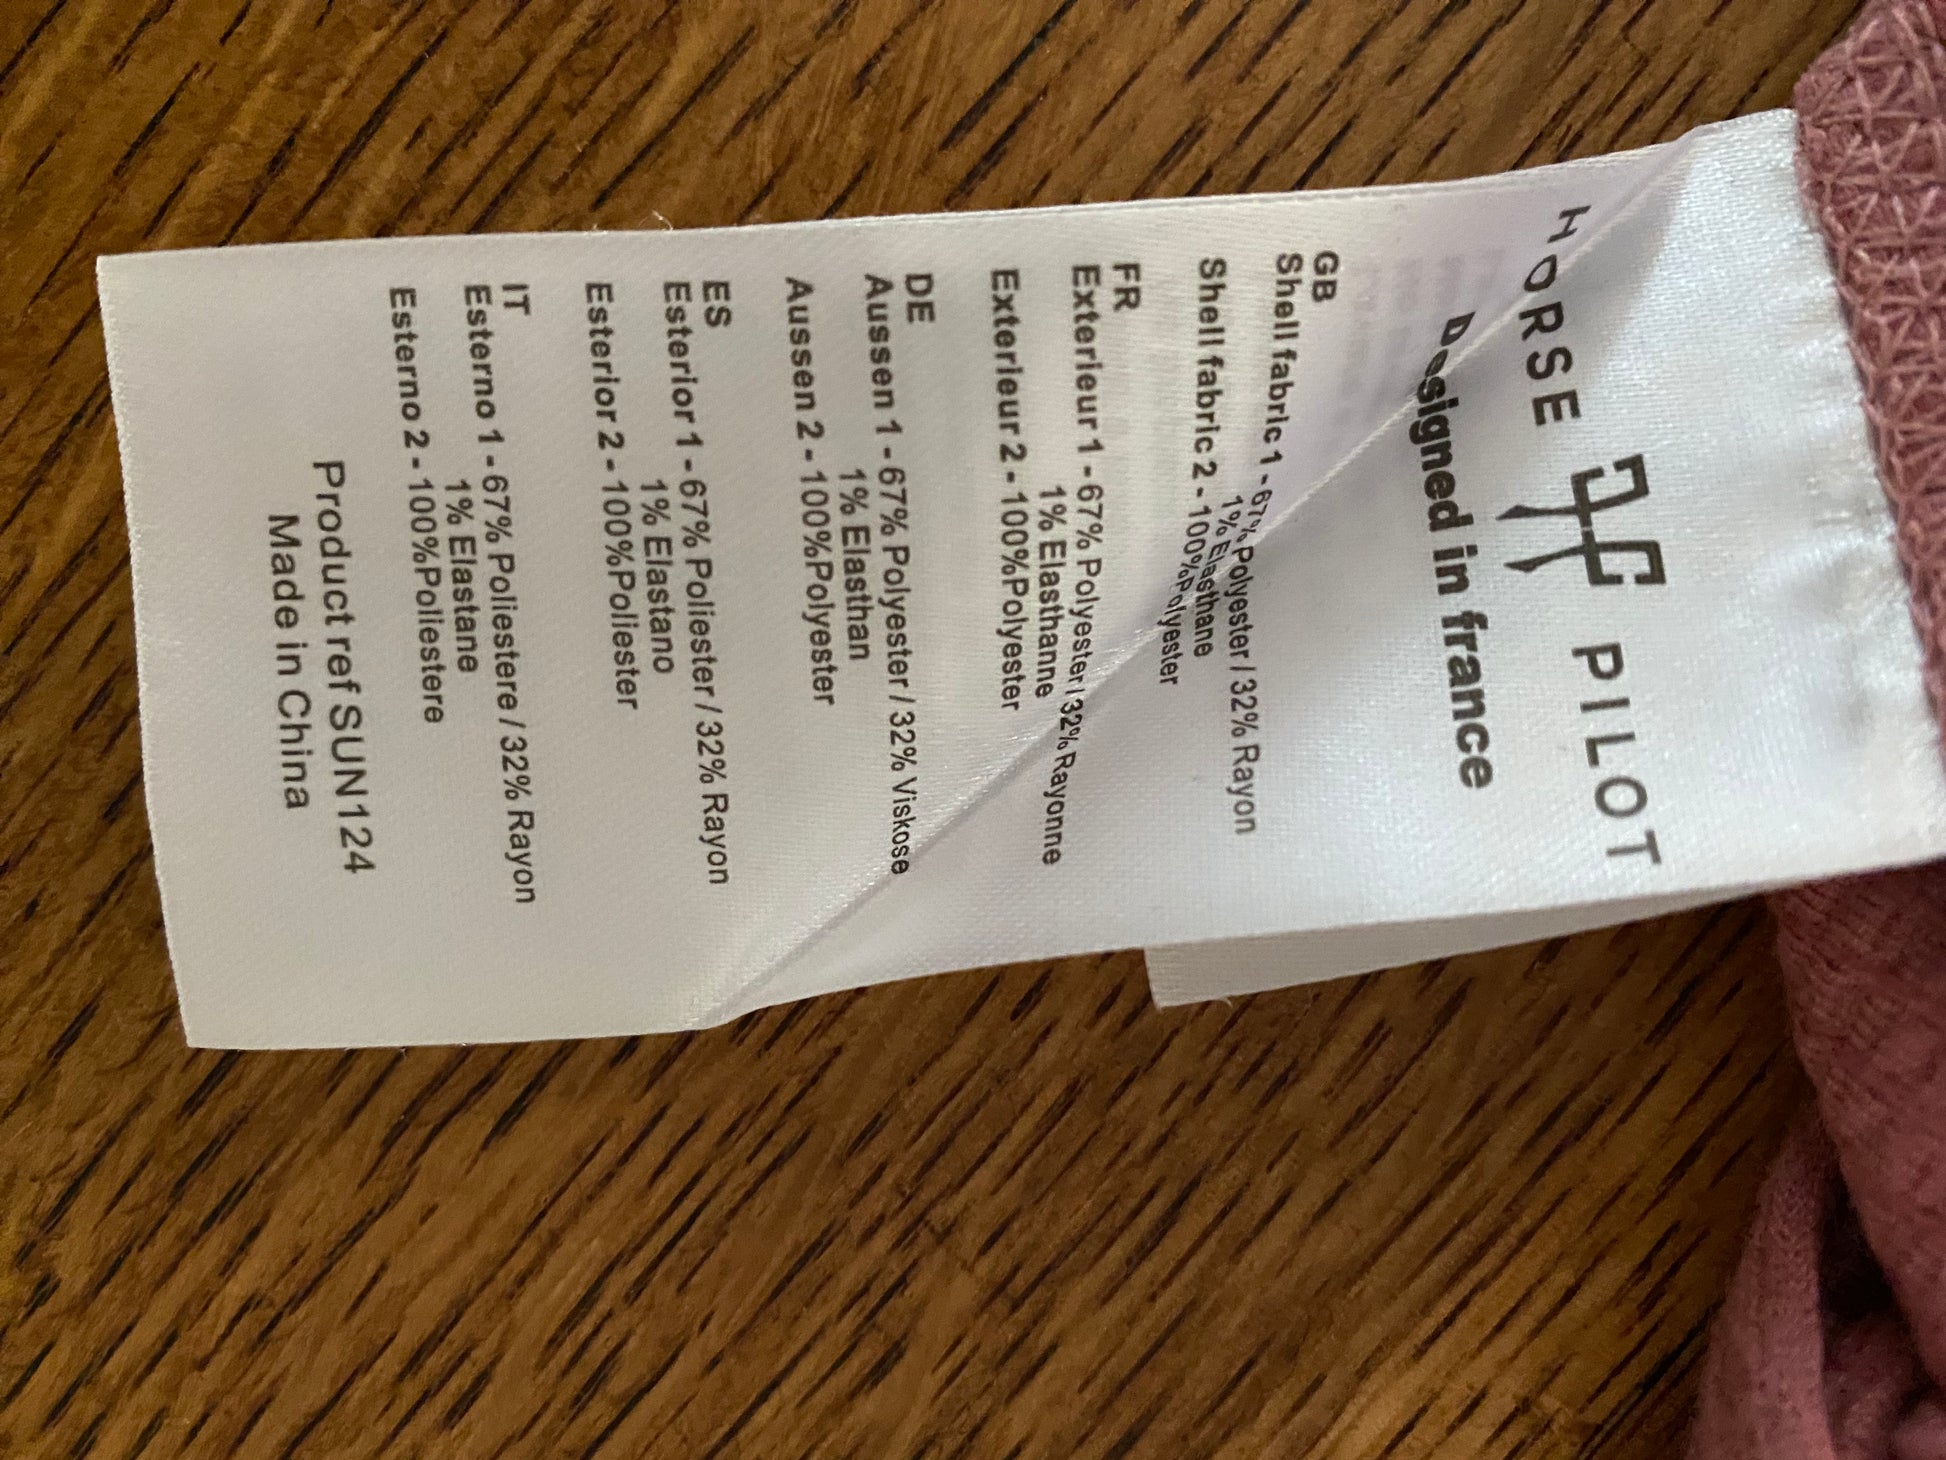 HORSE PILOT
Designed in france
GB
Shell fabric 1 - 67% Polyester / 32% Rayon
1% Elasthane
Shell fabric 2 - 100%Polyester
FR
Exterieur 1 - 67% Polyester / 32% Rayonne
1% Elasthanne
Exterieur 2 - 100%Polyester
DE
Aussen 1 - 67% Polyester / 32% Viskose
1% Elasthan
Aussen 2 - 100%Polyester
ES
Esterior 1 - 67% Poliester / 32% Rayon
1% Elastano
Esterior 2 - 100%Poliester
IT
Esterno 1 - 67% Poliestere / 32% Rayon
1% Elastane
Esterno 2 - 100%Poliestere
Product ref SUN124
Made in China